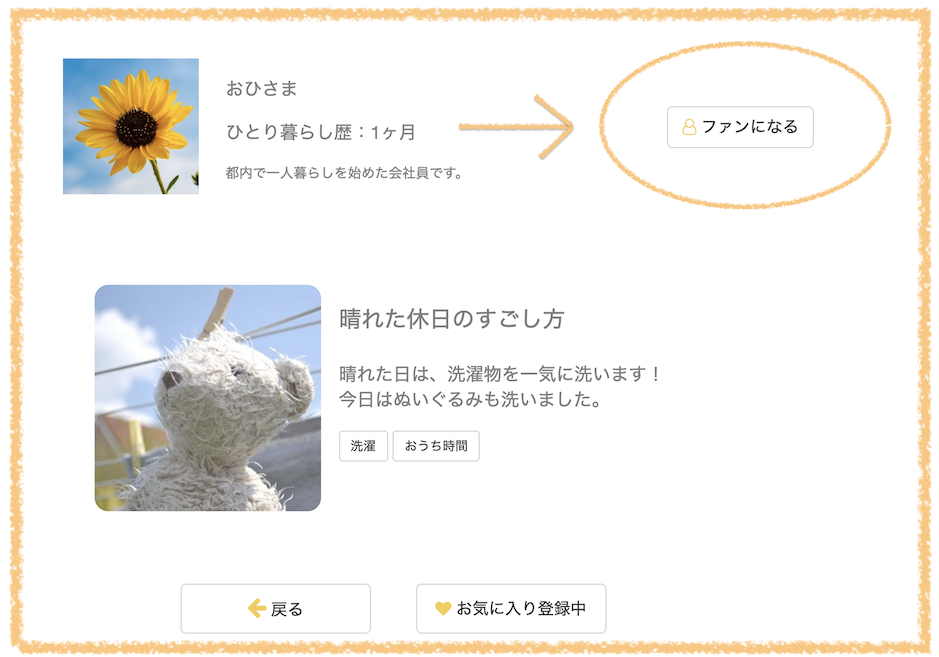 おひさま
ひとり暮らし歴：1ヶ月
都内で一人暮らしを始めた会社員です。
ファンになる
晴れた休日のすごし方
晴れた日は、洗濯物を一気に洗います！
今日はぬいぐるみも洗いました。
洗濯 おうち時間
戻る お気に入り登録中